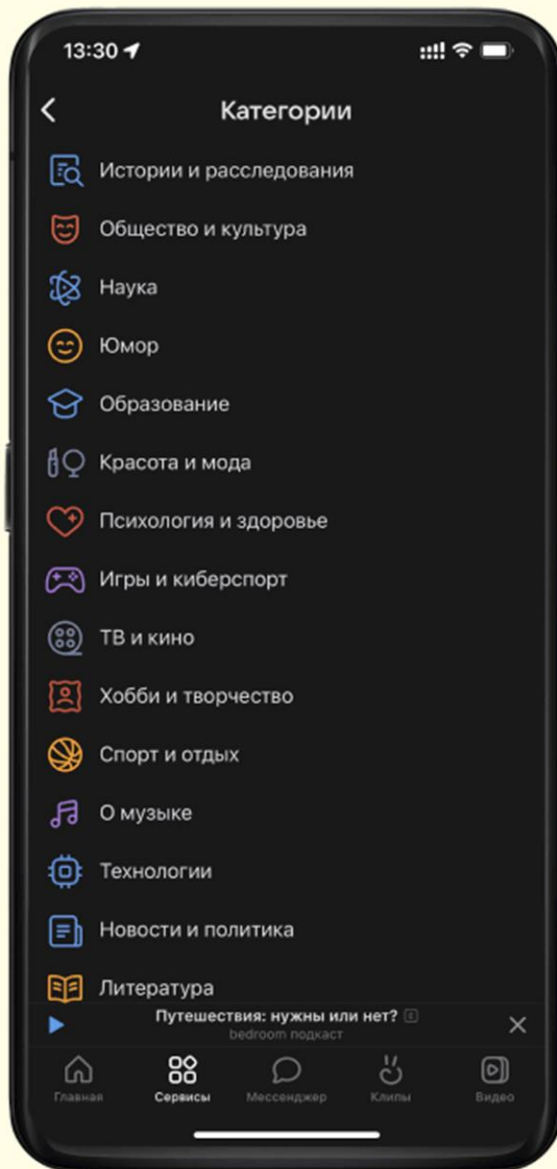 13:30
Категории
Истории и расследования
Общество и культура
Наука
Юмор
Образование
Красота и мода
Психология и здоровье
Игры и киберспорт
ТВ и кино
Хобби и творчество
Спорт и отдых
О музыке
Технологии
Новости и политика
Литература
Путешествия: нужны или нет? E
bedroom подкаст
Главная Сервисы Мессенджер Клипы Видео